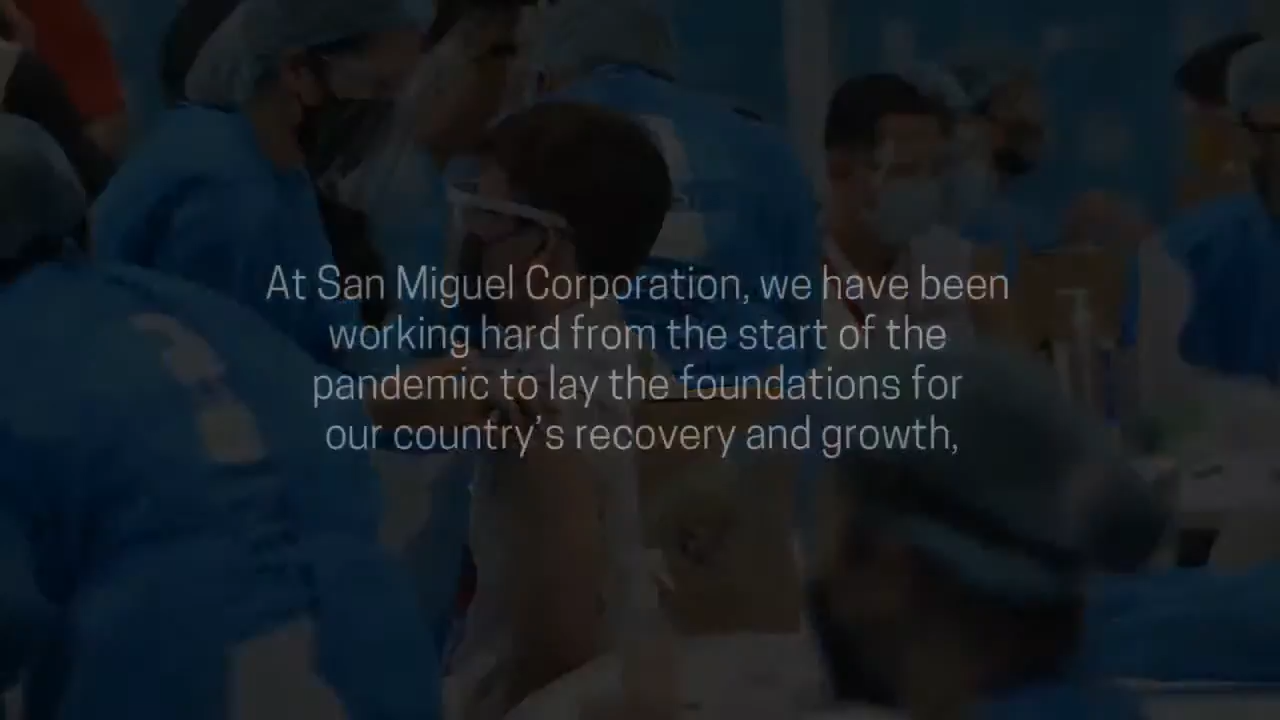 At San Miguel Corporation, we have been
working hard from the start of the
pandemic to lay the foundations for
our country's recovery and growth,